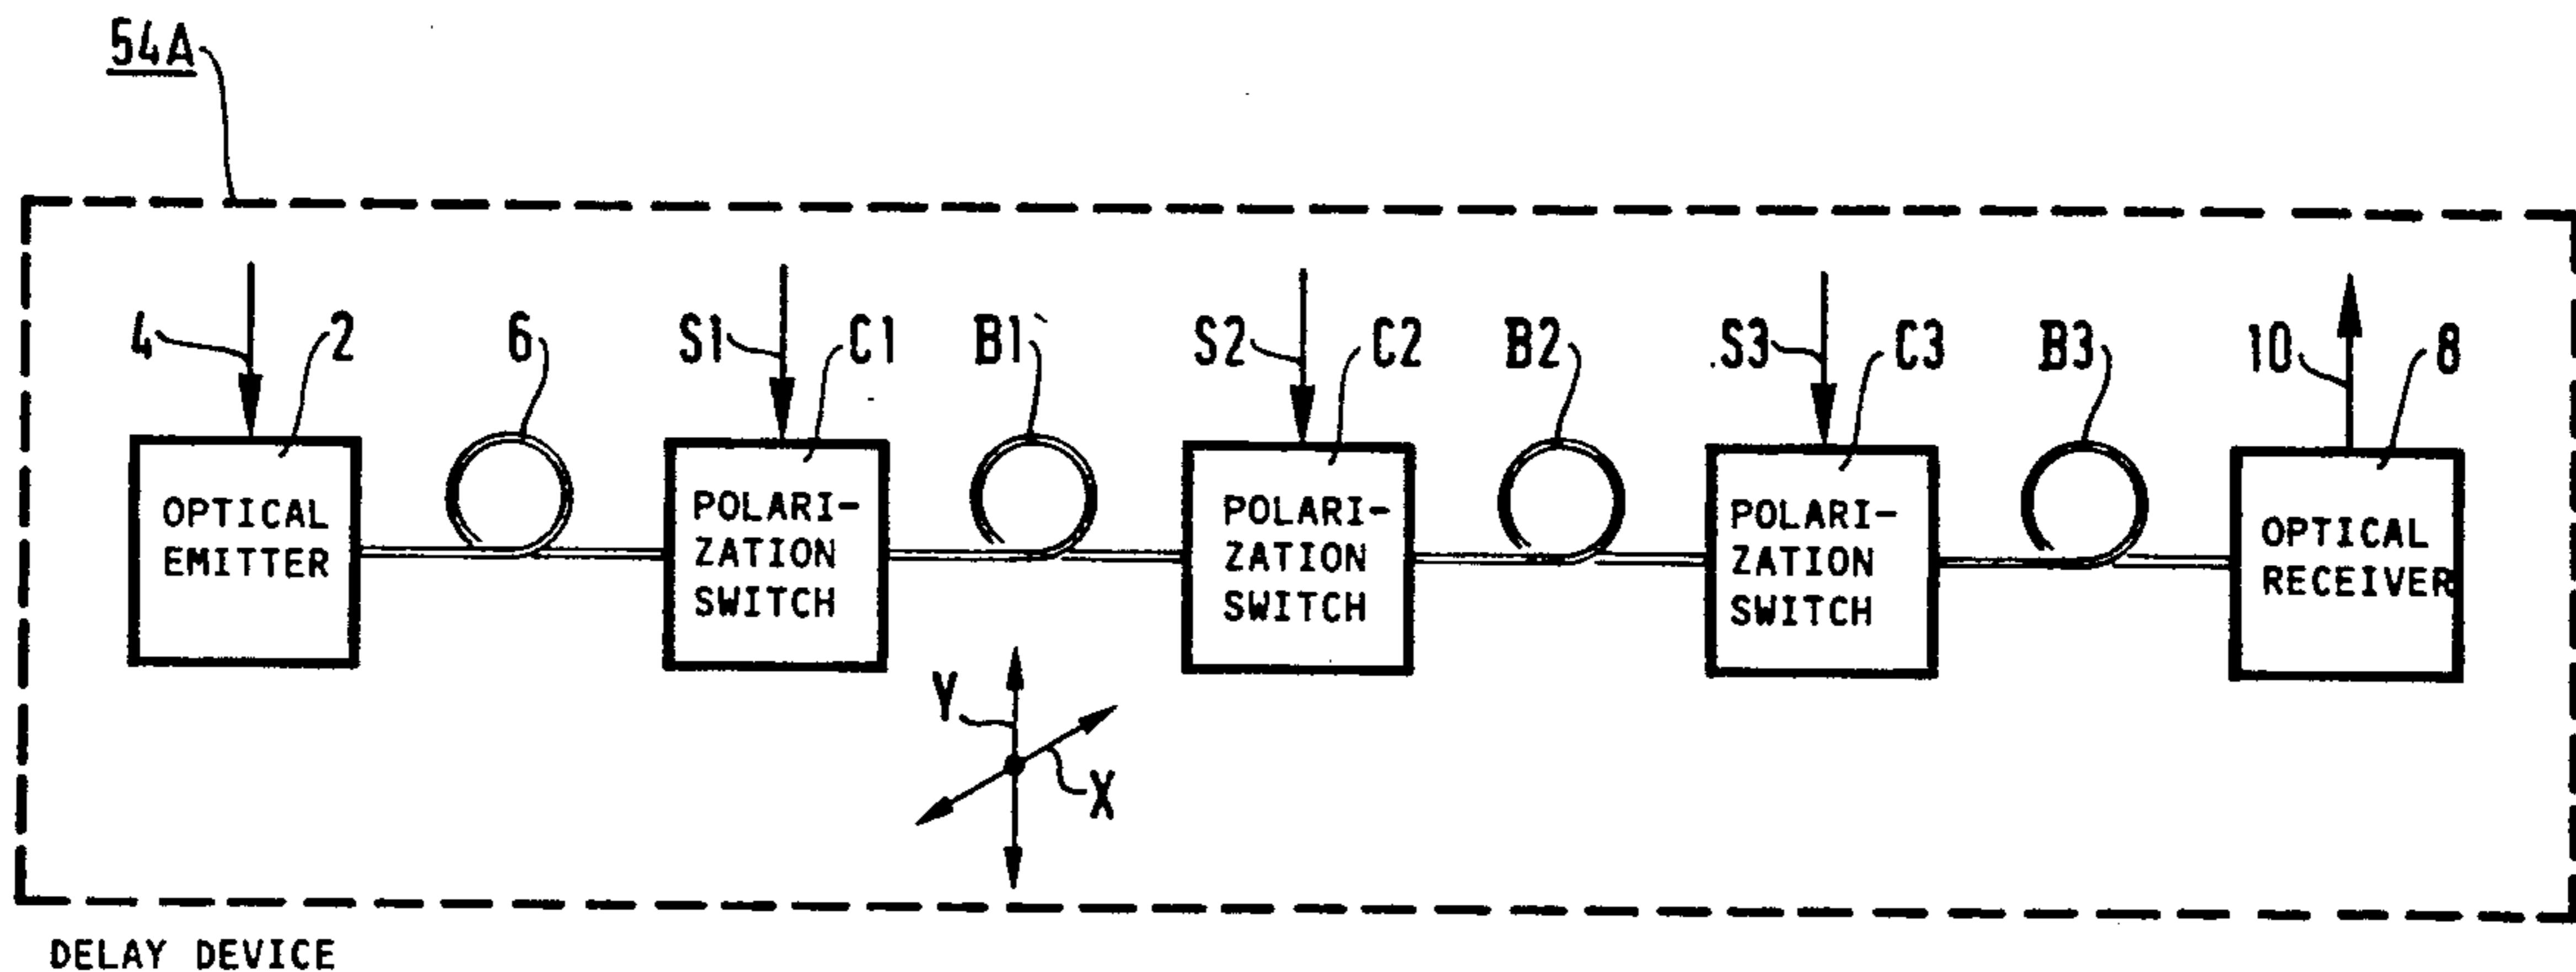 54A
4
2
6
S1
C1
B1
S2
C2
B2
S3
C3
B3
10
8
OPTICAL
EMITTER
POLARI-
ZATION
SWITCH
POLARI-
ZATION
SWITCH
POLARI-
ZATION
SWITCH
OPTICAL
RECEIVER
Y
X
DELAY DEVICE